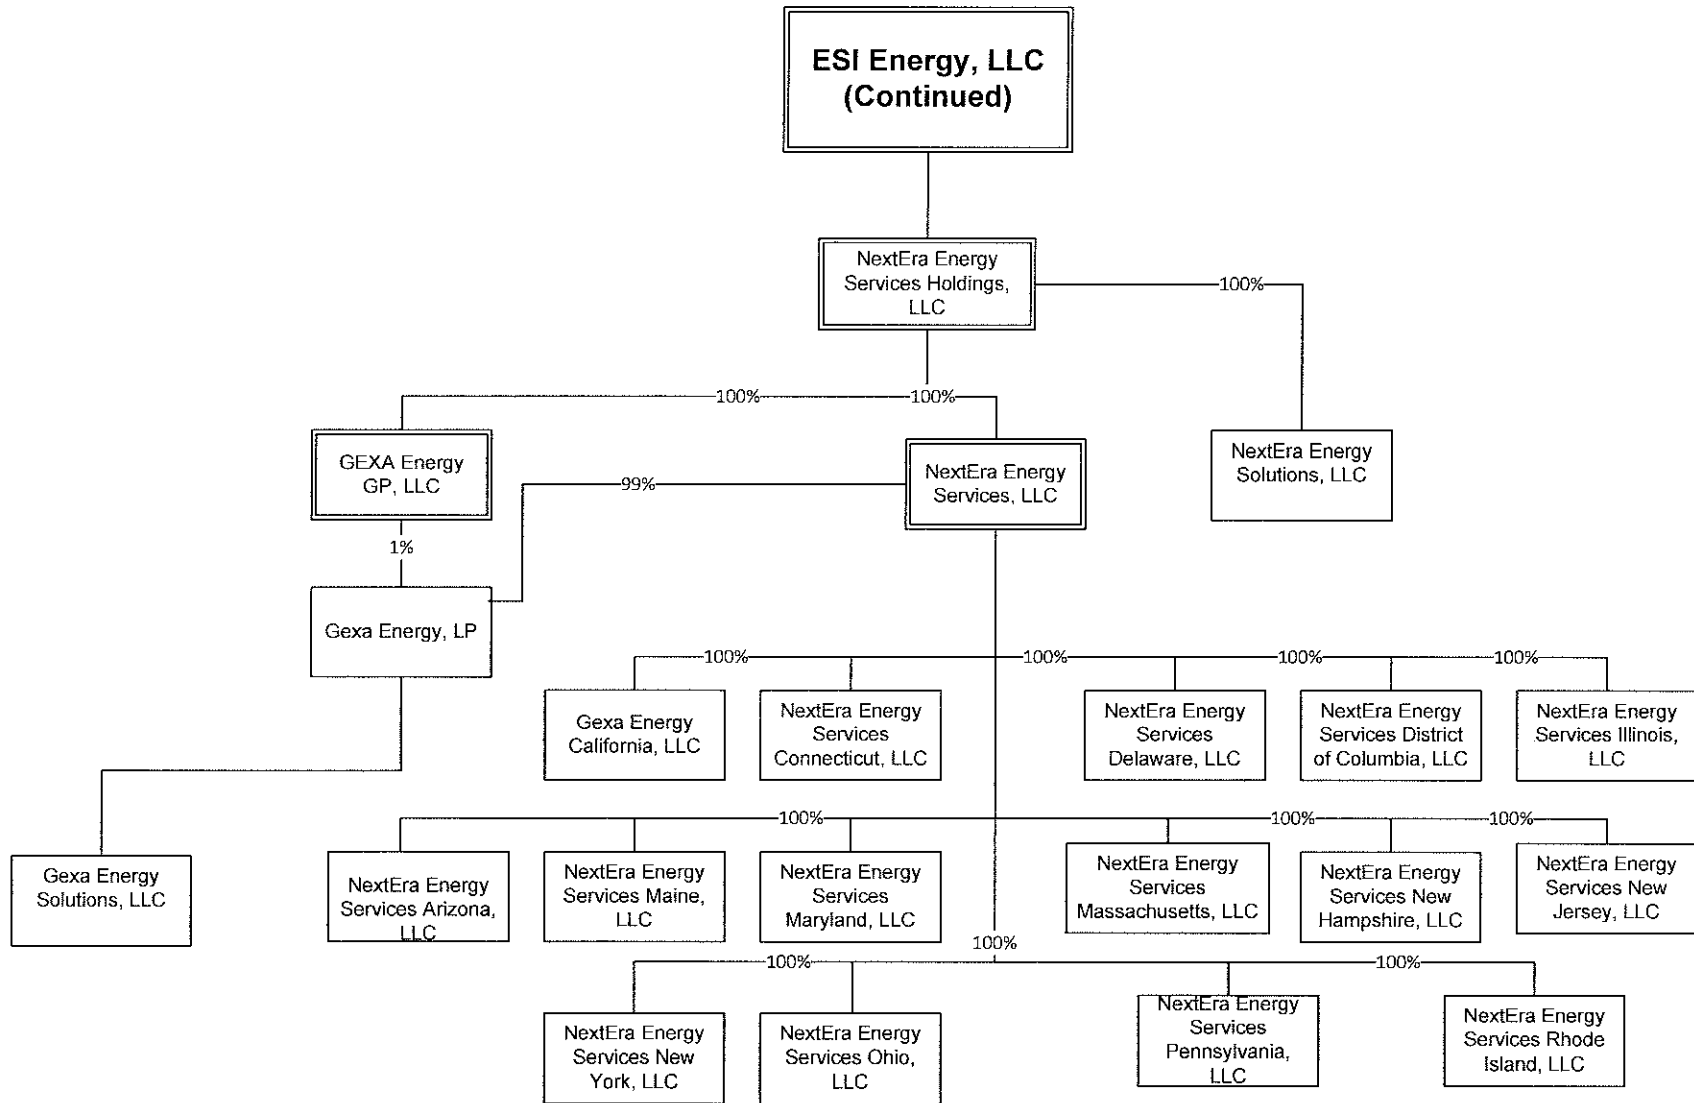 ESI Energy, LLC
(Continued)
NextEra Energy
Services Holdings,
LLC
100%
100%
100%
GEXA Energy
GP, LLC
NextEra Energy
Services, LLC
NextEra Energy
Solutions, LLC
99%
1%
Gexa Energy, LP
100%
100%
100%
100%
Gexa Energy
California, LLC
NextEra Energy
Services
Connecticut, LLC
NextEra Energy
Services
Delaware, LLC
NextEra Energy
Services District
of Columbia, LLC
NextEra Energy
Services Illinois,
LLC
100%
100%
100%
Gexa Energy
Solutions, LLC
NextEra Energy
Services Arizona,
LLC
NextEra Energy
Services Maine,
LLC
NextEra Energy
Services
Maryland, LLC
NextEra Energy
Services
Massachusetts, LLC
NextEra Energy
Services New
Hampshire, LLC
NextEra Energy
Services New
Jersey, LLC
100%
100%
100%
NextEra Energy
Services New
York, LLC
NextEra Energy
Services Ohio,
LLC
NextEra Energy
Services
Pennsylvania,
LLC
NextEra Energy
Services Rhode
Island, LLC